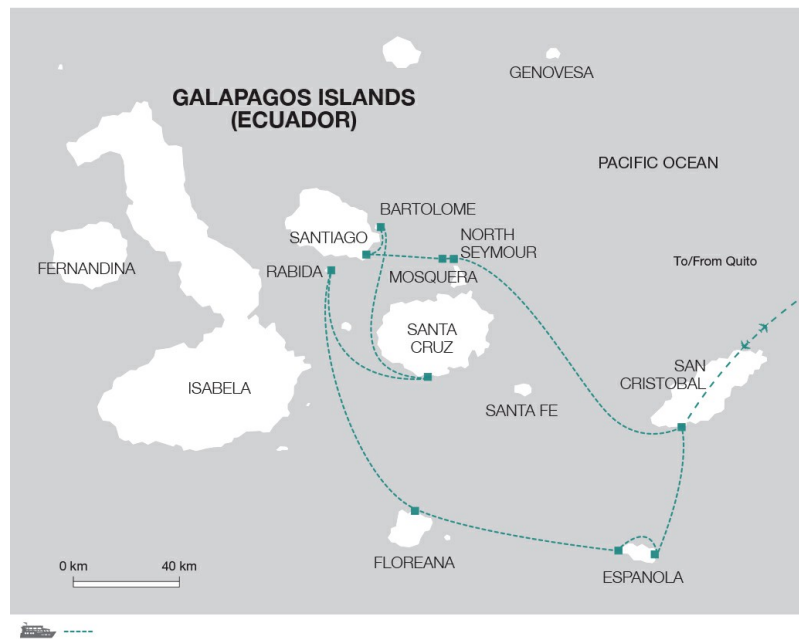 GENOVESA
GALAPAGOS ISLANDS
(ECUADOR)
PACIFIC OCEAN
BARTOLOME
SANTIAGO
NORTH
SEYMOUR
FERNANDINA
RABIDA
MOSQUERA
To/From Quito
SANTA
CRUZ
SAN
CRISTOBAL
ISABELA
SANTA FE
FLOREANA
0 km
40 km
ESPANOLA